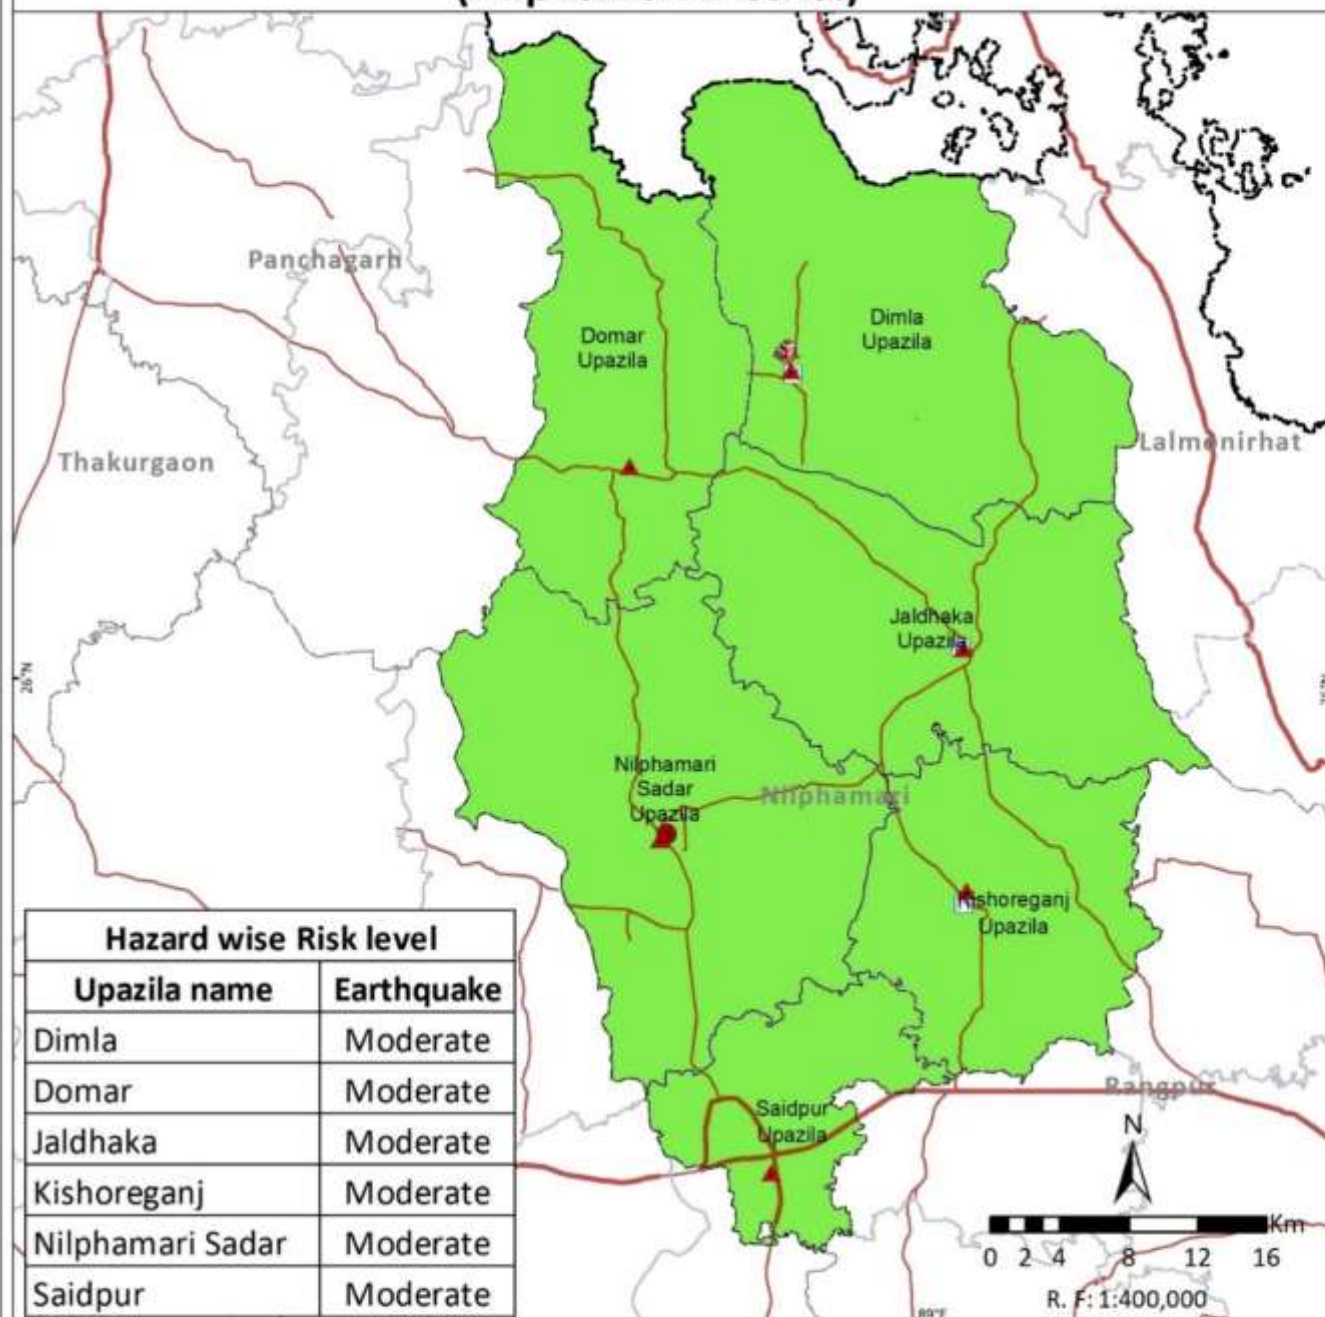 Panchagarh
Domar
Upazila
Dimla
Upazila
Lalmonirhat
Thakurgaon
Jaldhaka
Upazila
26°N
Nilphamari
Sadar
Upazila
Nilphamari
Kishoreganj
Upazila
Hazard wise Risk level
Upazila name Earthquake
Dimla Moderate
Domar Moderate
Jaldhaka Moderate
Kishoreganj Moderate
Nilphamari Sadar Moderate
Saidpur Moderate
Saidpur
Upazila
Rangpur
N
Km
0 2 4 8 12 16
R. F: 1:400,000
89°E